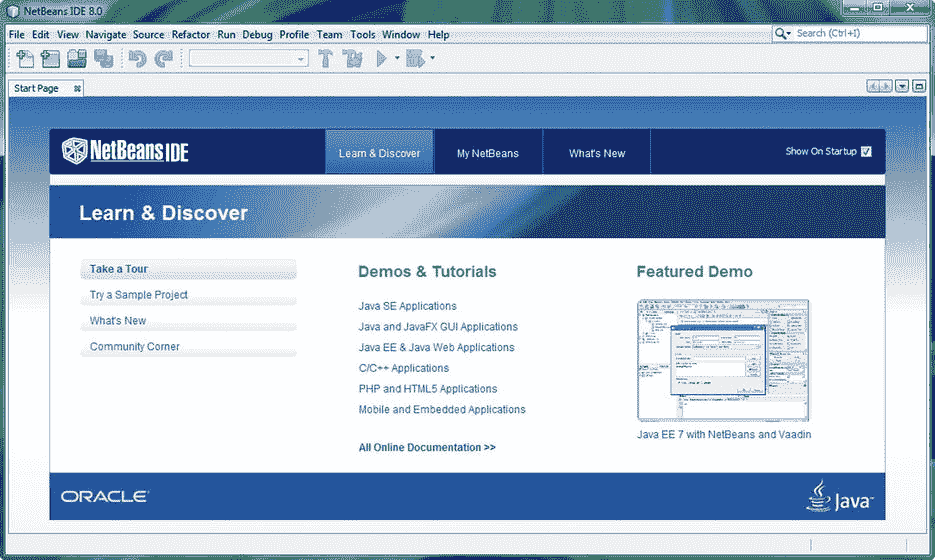 NetBeans IDE 8.0
File Edit View Navigate Source Refactor Run Debug Profile Team Tools Window Help
Search (Ctrl+I)
Start Page
NetBeans IDE
Learn & Discover
My NetBeans
What's New
Show On Startup
Learn & Discover
Take a Tour
Try a Sample Project
What's New
Community Corner
Demos & Tutorials
Java SE Applications
Java and JavaFX GUI Applications
Java EE & Java Web Applications
C/C++ Applications
PHP and HTML5 Applications
Mobile and Embedded Applications
All Online Documentation >>
Featured Demo
Java EE 7 with NetBeans and Vaadin
ORACLE
Java